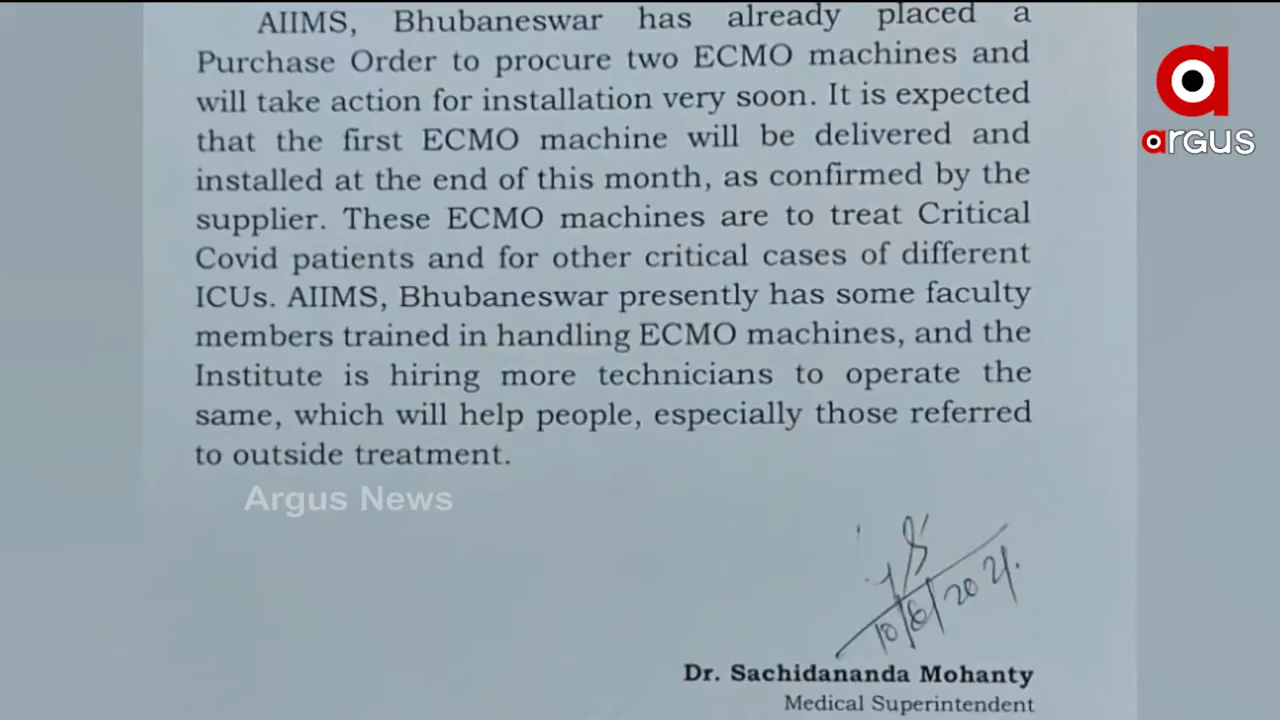 AIIMS, Bhubaneswar has already placed a
Purchase Order to procure two ECMO machines and
will take action for installation very soon. It is expected
that the first ECMO machine will be delivered and
installed at the end of this month, as confirmed by the
supplier. These ECMO machines are to treat Critical
Covid patients and for other critical cases of different
ICUs. AIIMS, Bhubaneswar presently has some faculty
members trained in handling ECMO machines, and the
Institute is hiring more technicians to operate the
same, which will help people, especially those referred
to outside treatment.
argus
Argus News
10/6/2021.
Dr. Sachidananda Mohanty
Medical Superintendent